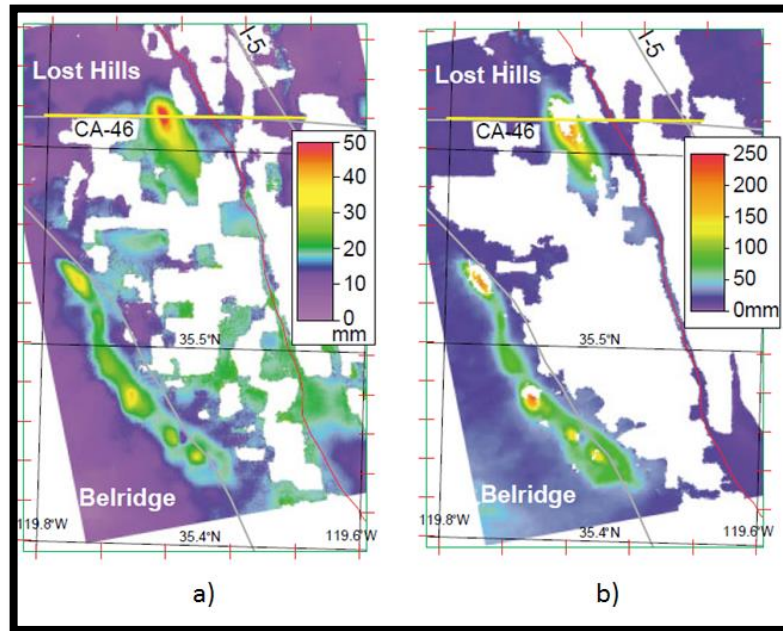 I-5
Lost Hills
CA-46
50
40
30
20
10
0
mm
35.5°N
Belridge
119.8°W
35.4°N
119.6°W
a)
I-5
Lost Hills
CA-46
250
200
150
100
50
0mm
35.5°N
Belridge
119.8°W
35.4°N
119.6°W
b)